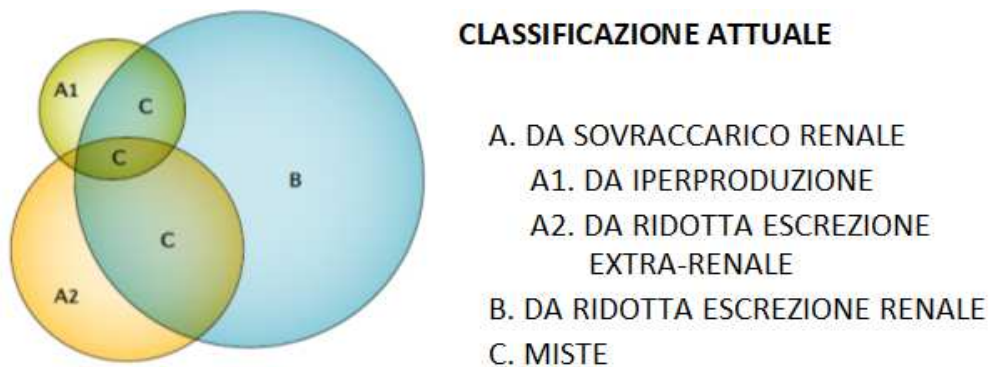 A1
C
C
B
C
A2
CLASSIFICAZIONE ATTUALE
A. DA SOVRACCARICO RENALE
A1. DA IPERPRODUZIONE
A2. DA RIDOTTA ESCREZIONE
EXTRA-RENALE
B. DA RIDOTTA ESCREZIONE RENALE
C. MISTE